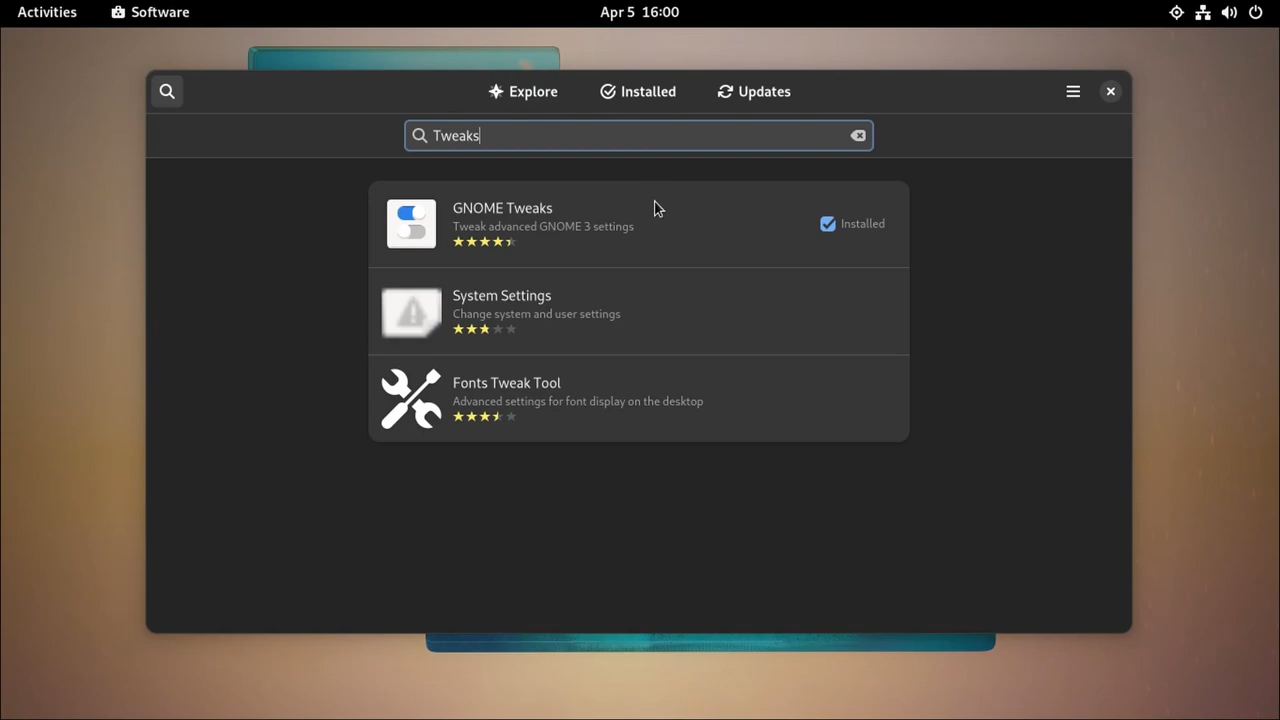 Activities Software Apr 5 16:00
Explore Installed Updates
Tweaks
GNOME Tweaks
Tweak advanced GNOME 3 settings
Installed
System Settings
Change system and user settings
Fonts Tweak Tool
Advanced settings for font display on the desktop